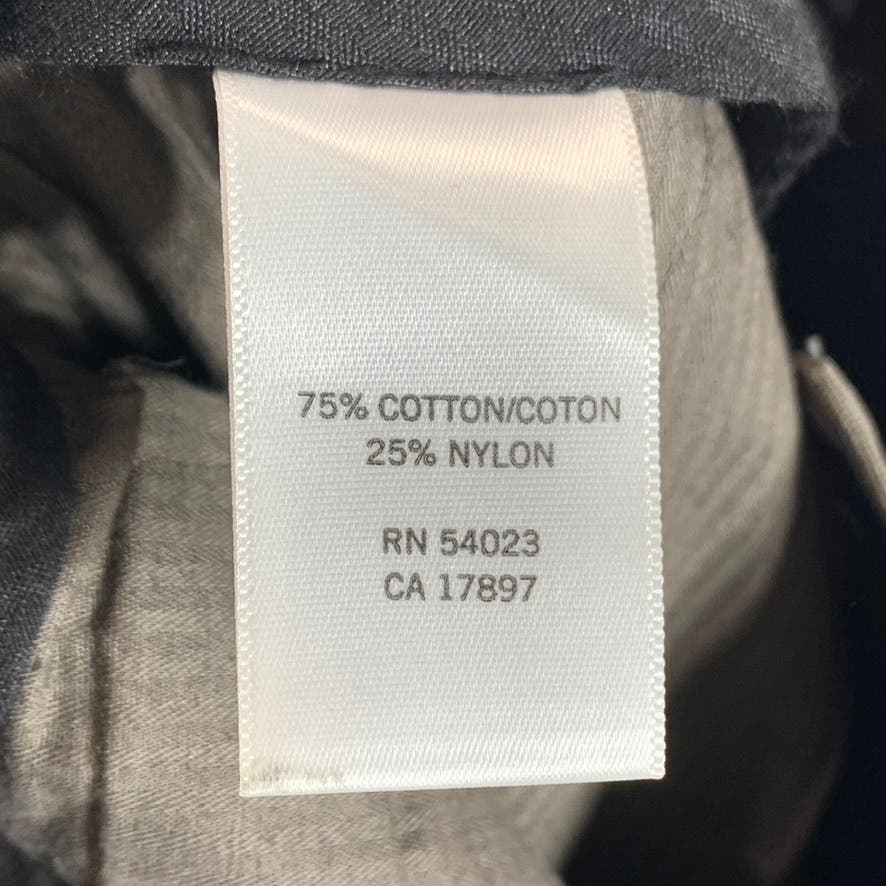 75% COTTON/COTON
25% NYLON
RN 54023
CA 17897